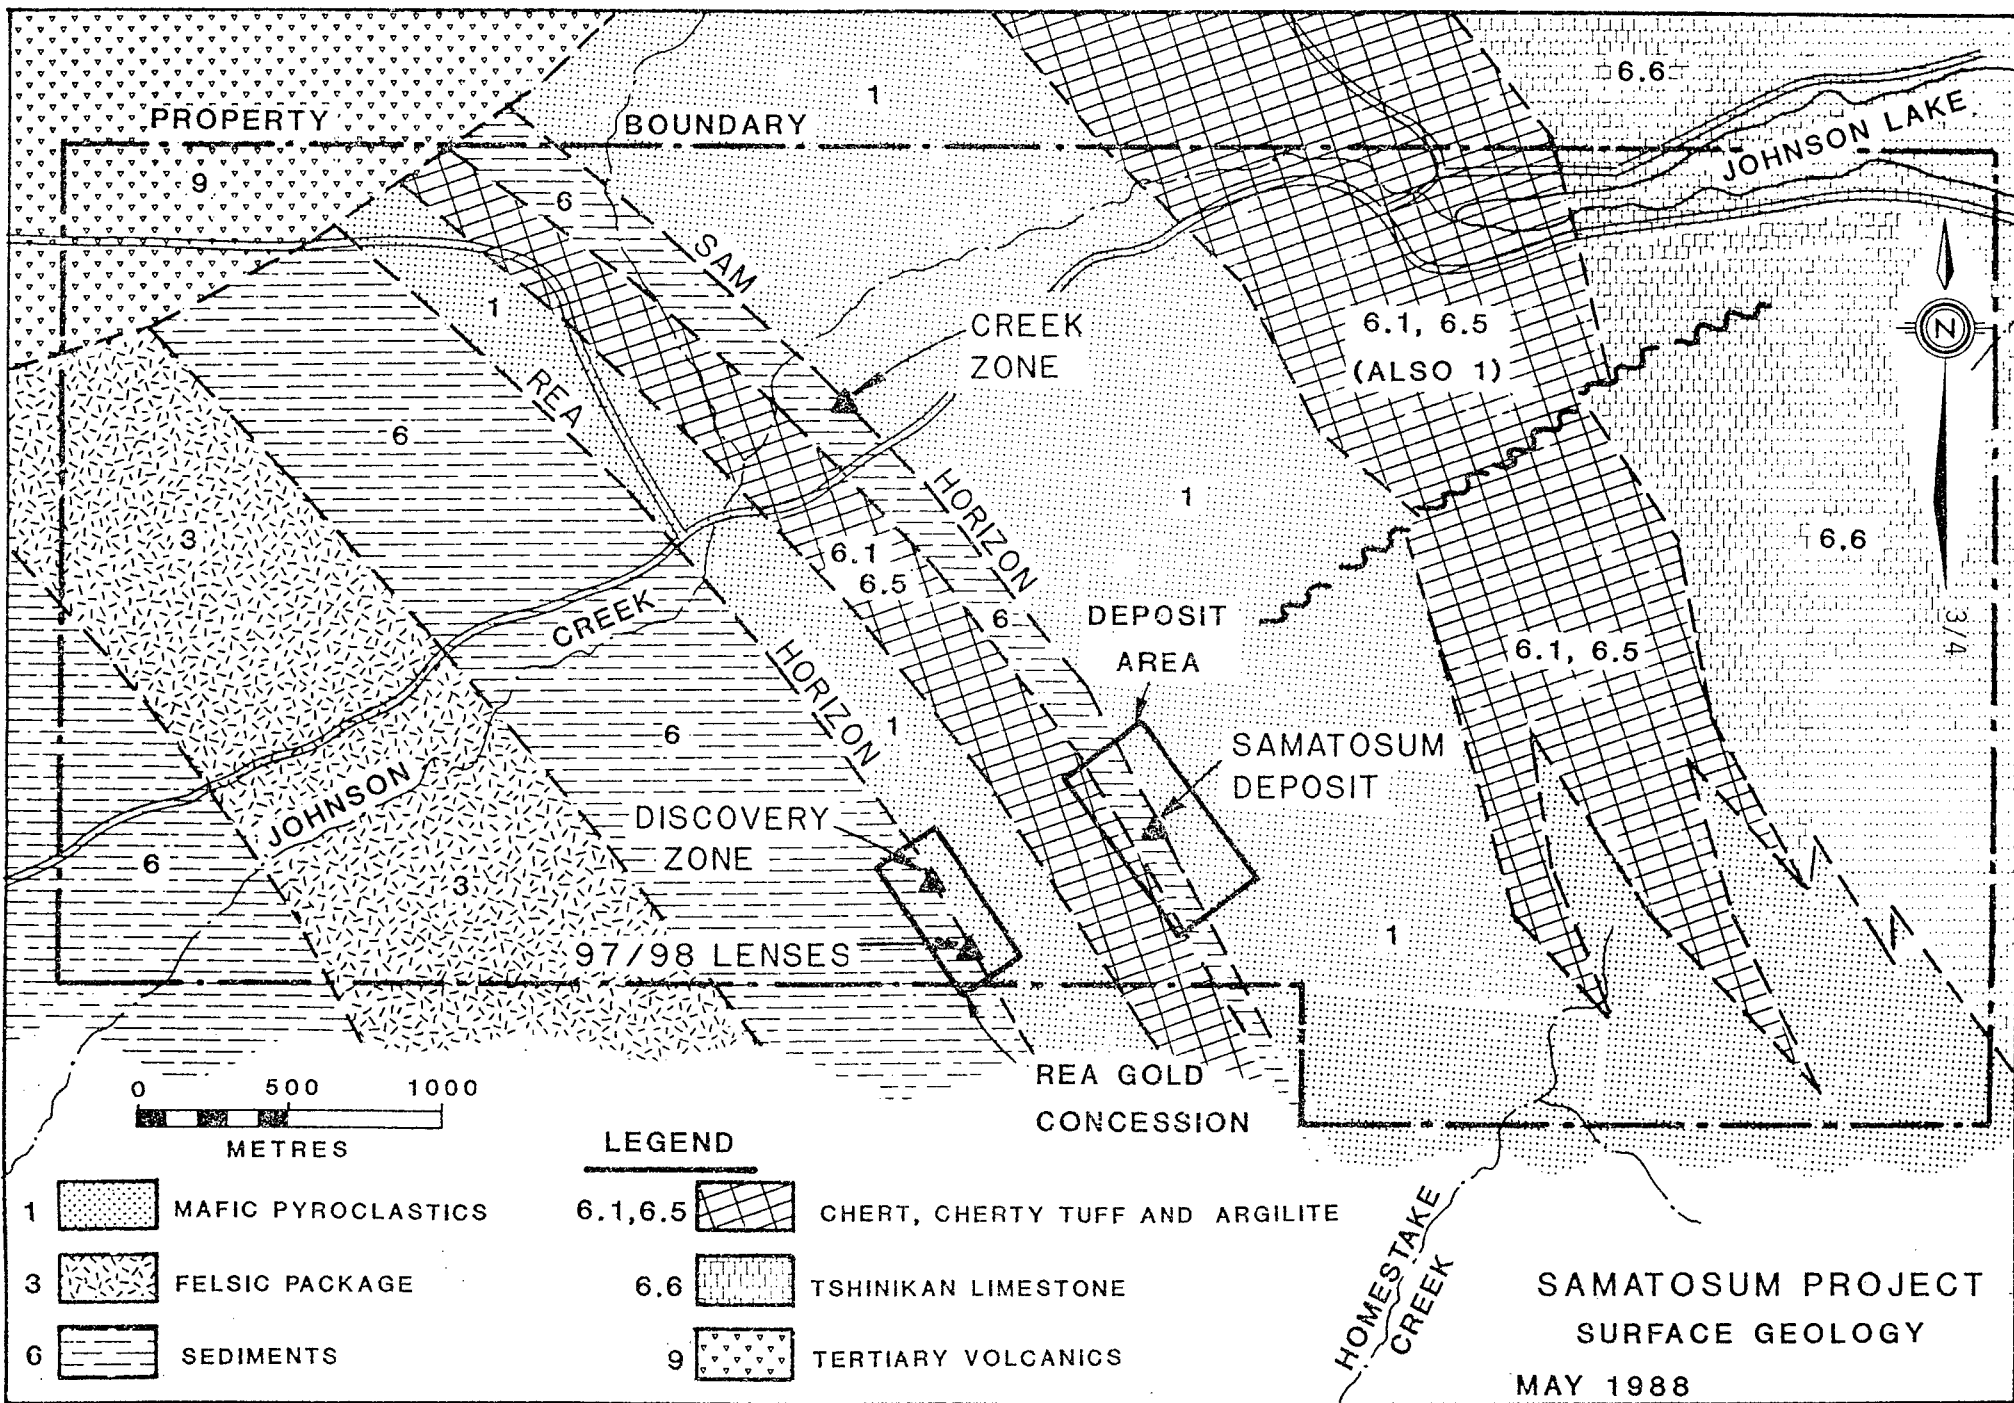 PROPERTY
BOUNDARY
1
6.6
JOHNSON LAKE
9
6
SAM
1
CREEK
ZONE
6.1, 6.5
(ALSO 1)
N
REA
6
HORIZON
1
3
6.1
6.5
6.6
CREEK
6
DEPOSIT
AREA
3/4
6.1, 6.5
HORIZON
6
1
SAMATOSUM
DEPOSIT
JOHNSON
DISCOVERY
ZONE
6
3
97/98 LENSES
1
REA GOLD
CONCESSION
0 500 1000
METRES
LEGEND
1 MAFIC PYROCLASTICS
3 FELSIC PACKAGE
6 SEDIMENTS
6.1,6.5 CHERT, CHERTY TUFF AND ARGILITE
6.6 TSHINIKAN LIMESTONE
9 TERTIARY VOLCANICS
HOMESTAKE
CREEK
SAMATOSUM PROJECT
SURFACE GEOLOGY
MAY 1988